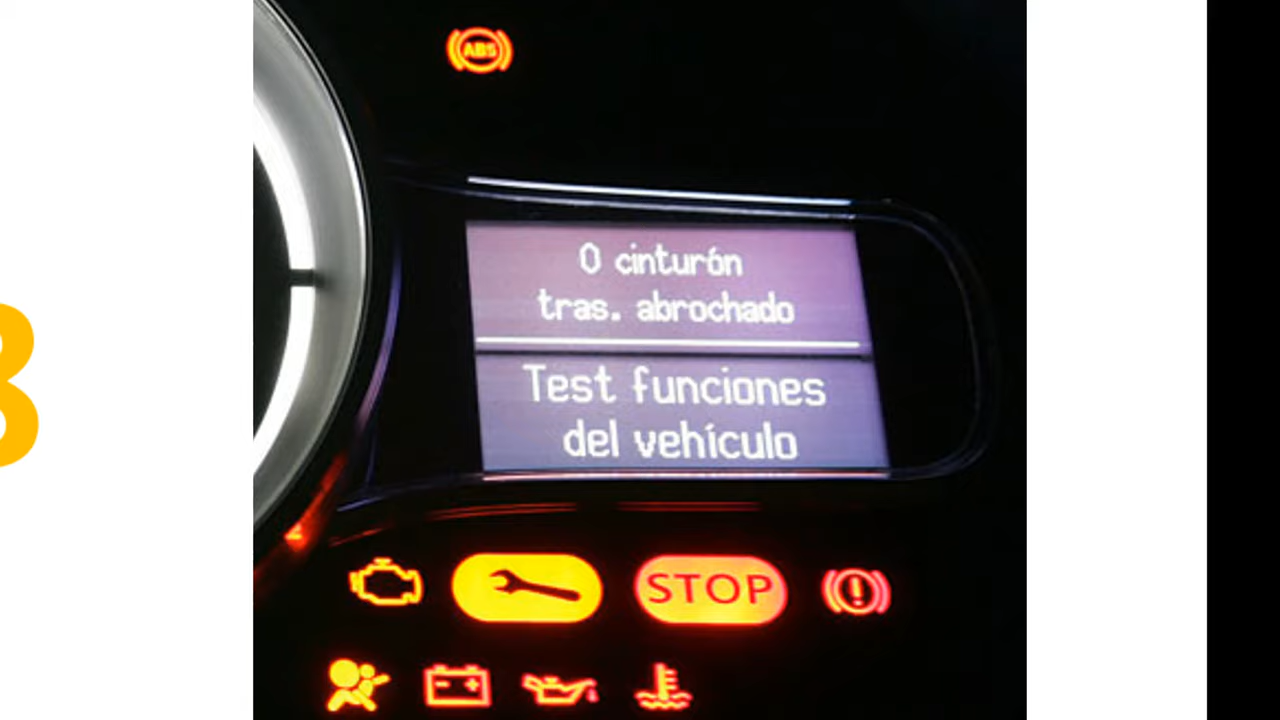 ABS
0 cinturón
tras. abrochado
Test funciones
del vehículo
STOP